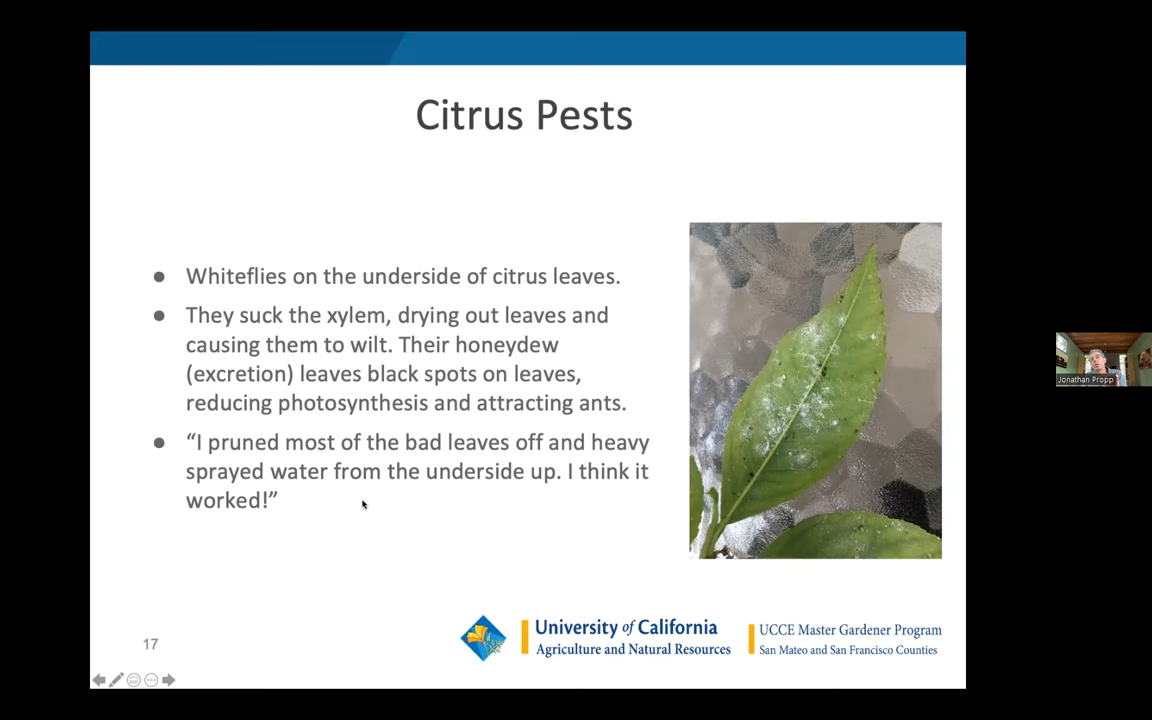 Citrus Pests
● Whiteflies on the underside of citrus leaves.
● They suck the xylem, drying out leaves and
causing them to wilt. Their honeydew
(excretion) leaves black spots on leaves,
reducing photosynthesis and attracting ants.
● “I pruned most of the bad leaves off and heavy
sprayed water from the underside up. I think it
worked!”
Jonathan Propp
17
University of California
Agriculture and Natural Resources
UCCE Master Gardener Program
San Mateo and San Francisco Counties